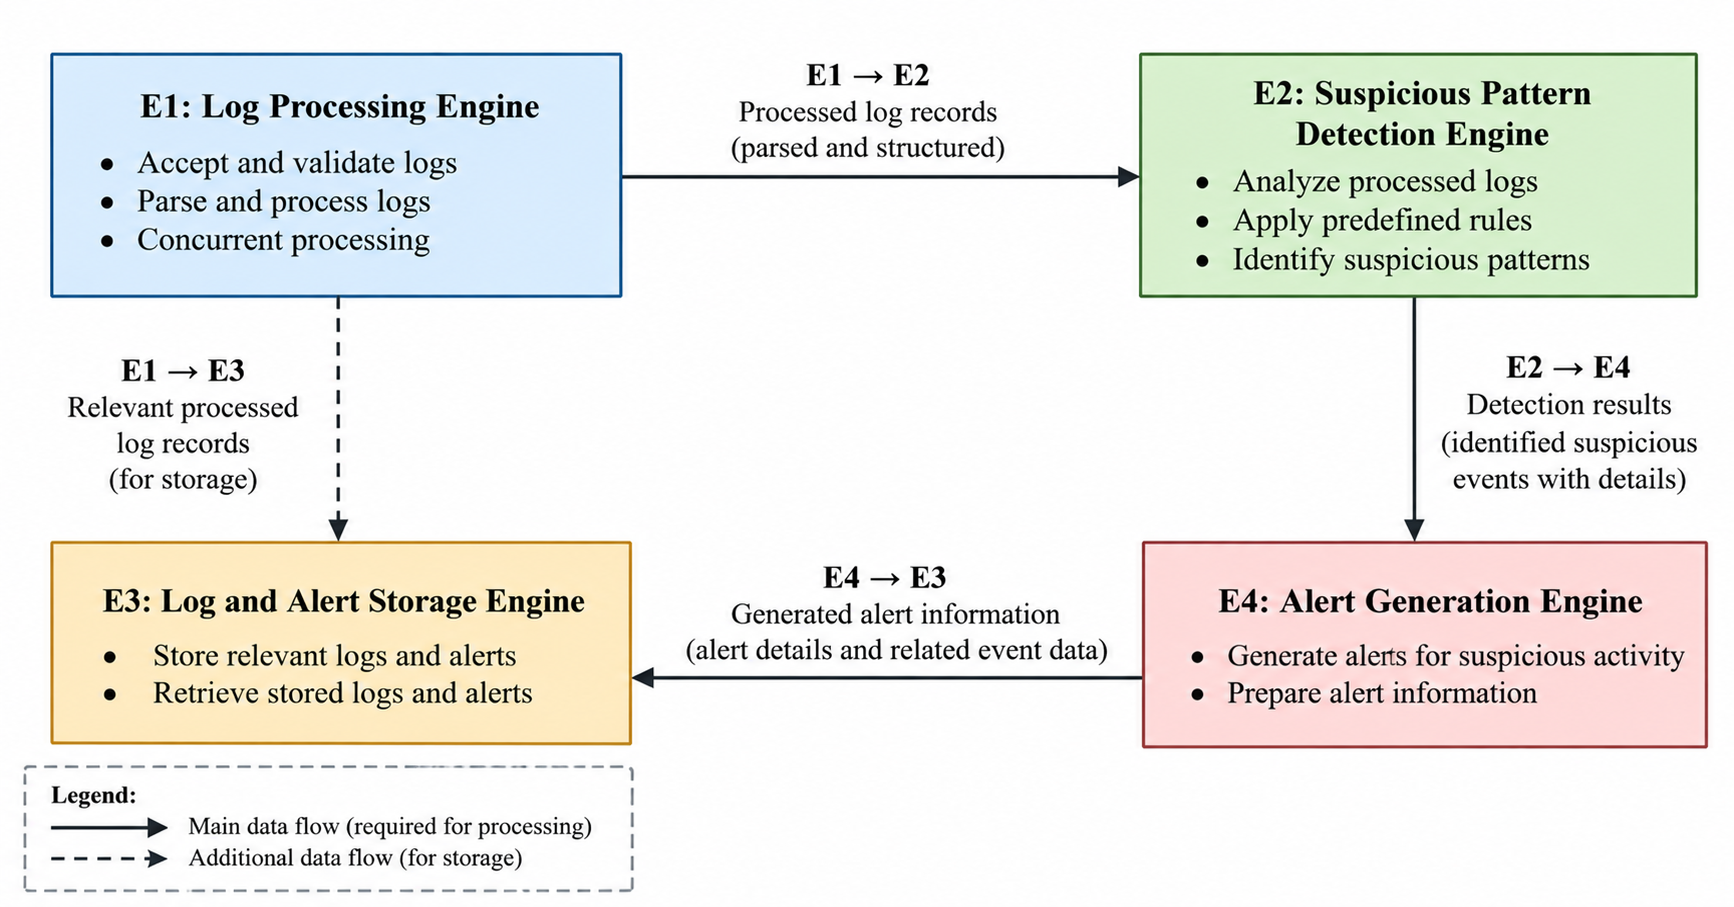 E1: Log Processing Engine
• Accept and validate logs
• Parse and process logs
• Concurrent processing
E1 → E2
Processed log records
(parsed and structured)
E2: Suspicious Pattern
Detection Engine
• Analyze processed logs
• Apply predefined rules
• Identify suspicious patterns
E1 → E3
Relevant processed
log records
(for storage)
E2 → E4
Detection results
(identified suspicious
events with details)
E3: Log and Alert Storage Engine
• Store relevant logs and alerts
• Retrieve stored logs and alerts
E4 → E3
Generated alert information
(alert details and related event data)
E4: Alert Generation Engine
• Generate alerts for suspicious activity
• Prepare alert information
Legend:
Main data flow (required for processing)
Additional data flow (for storage)